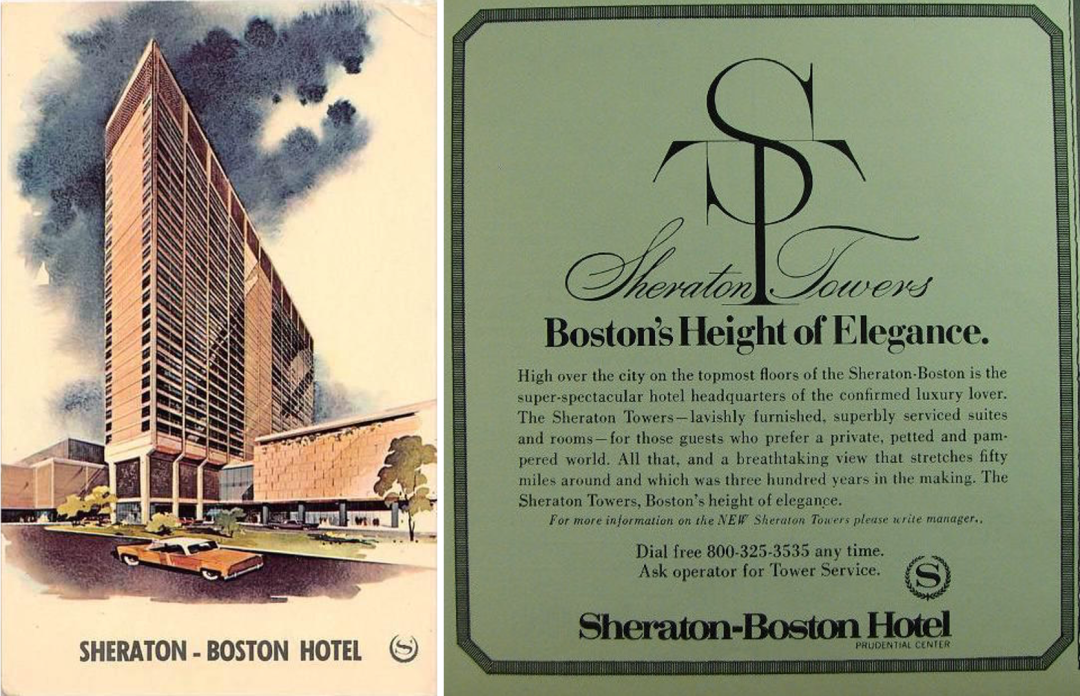 SHERATON - BOSTON HOTEL S
ST
Sheraton Towers
Boston's Height of Elegance.
High over the city on the topmost floors of the Sheraton-Boston is the
super-spectacular hotel headquarters of the confirmed luxury lover.
The Sheraton Towers—lavishly furnished, superbly serviced suites
and rooms—for those guests who prefer a private, petted and pam-
pered world. All that, and a breathtaking view that stretches fifty
miles around and which was three hundred years in the making. The
Sheraton Towers, Boston's height of elegance.
For more information on the NEW Sheraton Towers please write manager..
Dial free 800-325-3535 any time.
Ask operator for Tower Service.
S
Sheraton-Boston Hotel
PRUDENTIAL CENTER